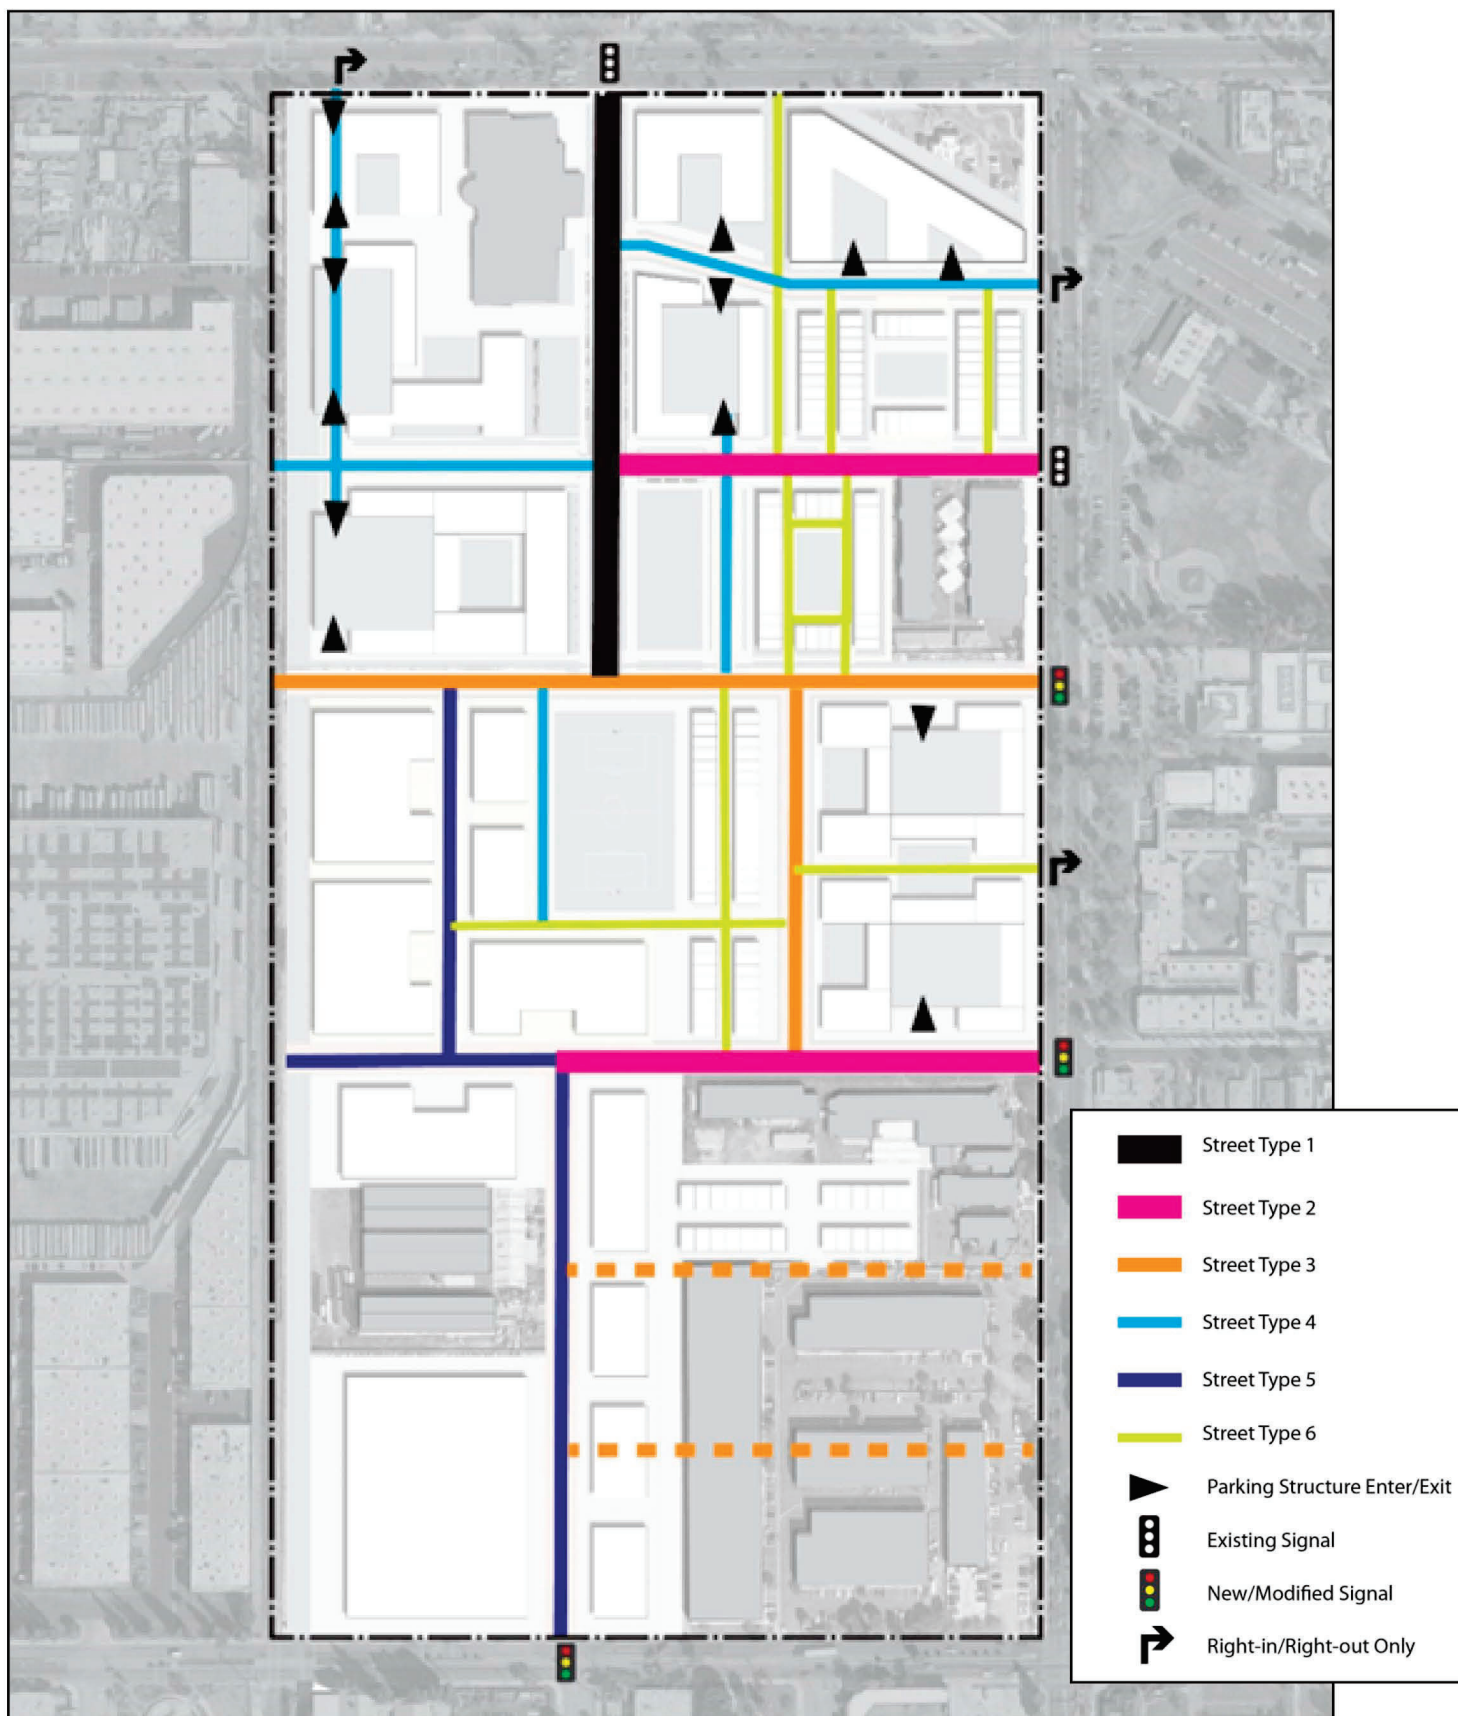 Street Type 1
Street Type 2
Street Type 3
Street Type 4
Street Type 5
Street Type 6
Parking Structure Enter/Exit
Existing Signal
New/Modified Signal
Right-in/Right-out Only